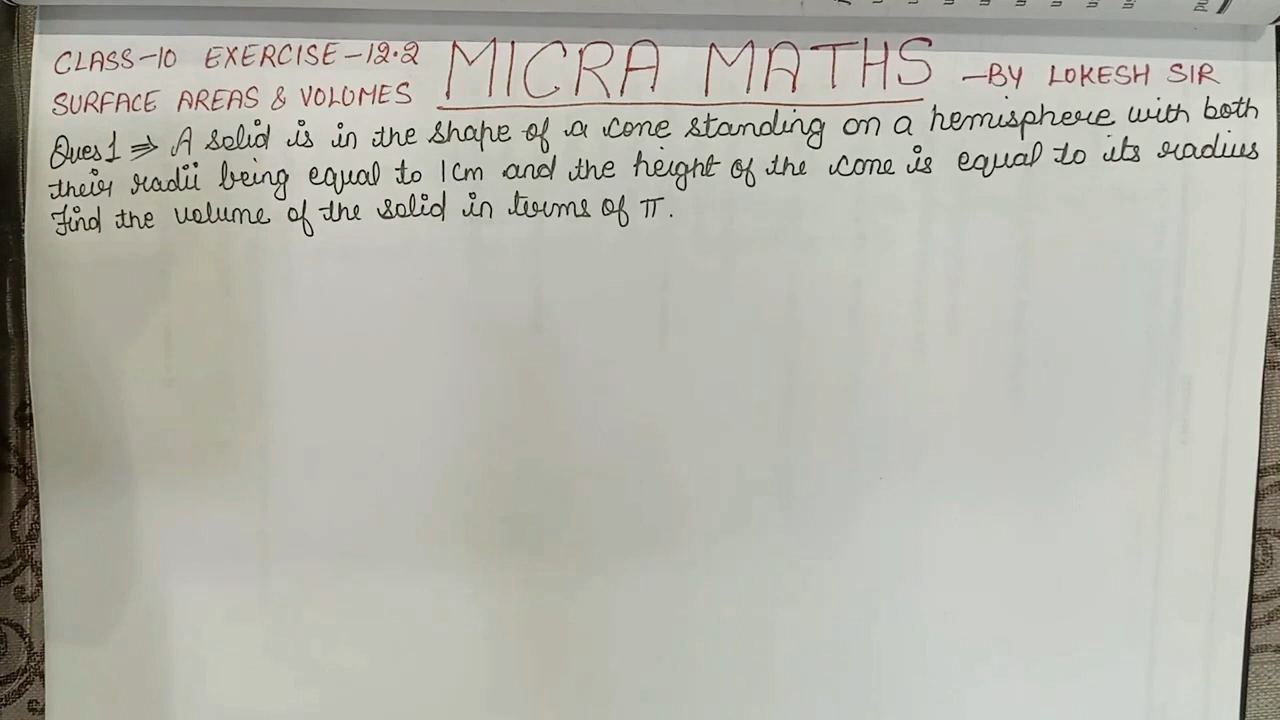 CLASS-10 EXERCISE-12.2 MICRA MATHS -BY LOKESH SIR
SURFACE AREAS & VOLUMES
Ques 1 ⇒ A solid is in the shape of a cone standing on a hemisphere with both
their radii being equal to 1cm and the height of the cone is equal to its radius
Find the volume of the solid in terms of π.